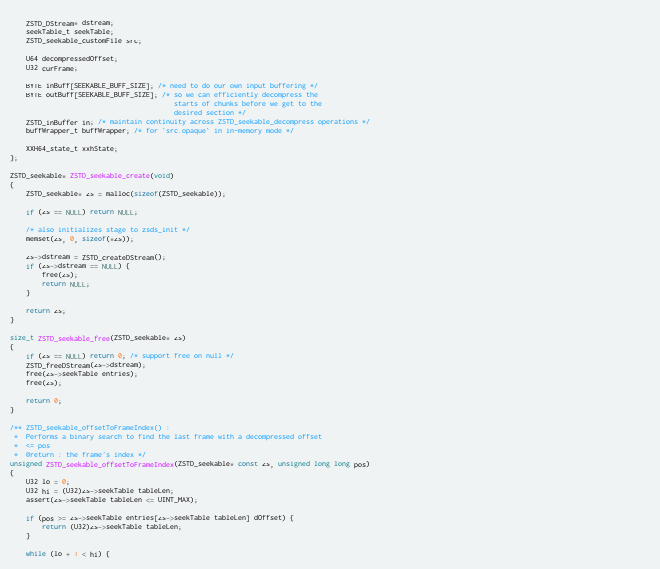 ZSTD_DStream* dstream;
seekTable_t seekTable;
ZSTD_seekable_customFile src;
U64 decompressedOffset;
U32 curFrame;
BYTE inBuff[SEEKABLE_BUFF_SIZE]; /* need to do our own input buffering */
BYTE outBuff[SEEKABLE_BUFF_SIZE]; /* so we can efficiently decompress the
starts of chunks before we get to the
desired section */
ZSTD_inBuffer in; /* maintain continuity across ZSTD_seekable_decompress operations */
buffWrapper_t buffWrapper; /* for `src.opaque` in in-memory mode */
XXH64_state_t xxhState;
};
ZSTD_seekable* ZSTD_seekable_create(void)
{
ZSTD_seekable* zs = malloc(sizeof(ZSTD_seekable));
if (zs == NULL) return NULL;
/* also initializes stage to zsds_init */
memset(zs, 0, sizeof(*zs));
zs->dstream = ZSTD_createDStream();
if (zs->dstream == NULL) {
free(zs);
return NULL;
}
return zs;
}
size_t ZSTD_seekable_free(ZSTD_seekable* zs)
{
if (zs == NULL) return 0; /* support free on null */
ZSTD_freeDStream(zs->dstream);
free(zs->seekTable entries);
free(zs);
return 0;
}
/** ZSTD_seekable_offsetToFrameIndex() :
* Performs a binary search to find the last frame with a decompressed offset
* <= pos
* @return : the frame's index */
unsigned ZSTD_seekable_offsetToFrameIndex(ZSTD_seekable* const zs, unsigned long long pos)
{
U32 lo = 0;
U32 hi = (U32)zs->seekTable tableLen;
assert(zs->seekTable tableLen <= UINT_MAX);
if (pos >= zs->seekTable entries[zs->seekTable tableLen] dOffset) {
return (U32)zs->seekTable tableLen;
}
while (lo + 1 < hi) {